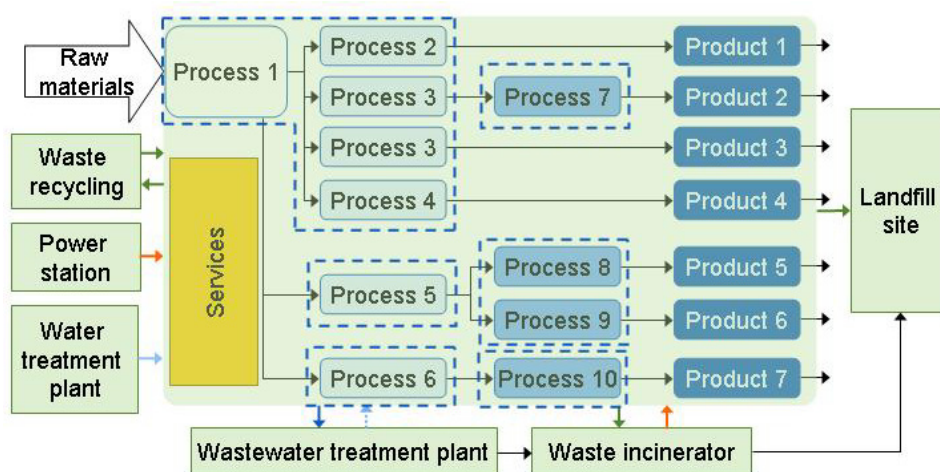 Raw
materials
Process 1
Process 2
Product 1
Process 3
Process 7
Product 2
Process 3
Product 3
Process 4
Product 4
Waste
recycling
Power
station
Water
treatment
plant
Services
Landfill
site
Process 5
Process 8
Product 5
Process 9
Product 6
Process 6
Process 10
Product 7
Wastewater treatment plant
Waste incinerator